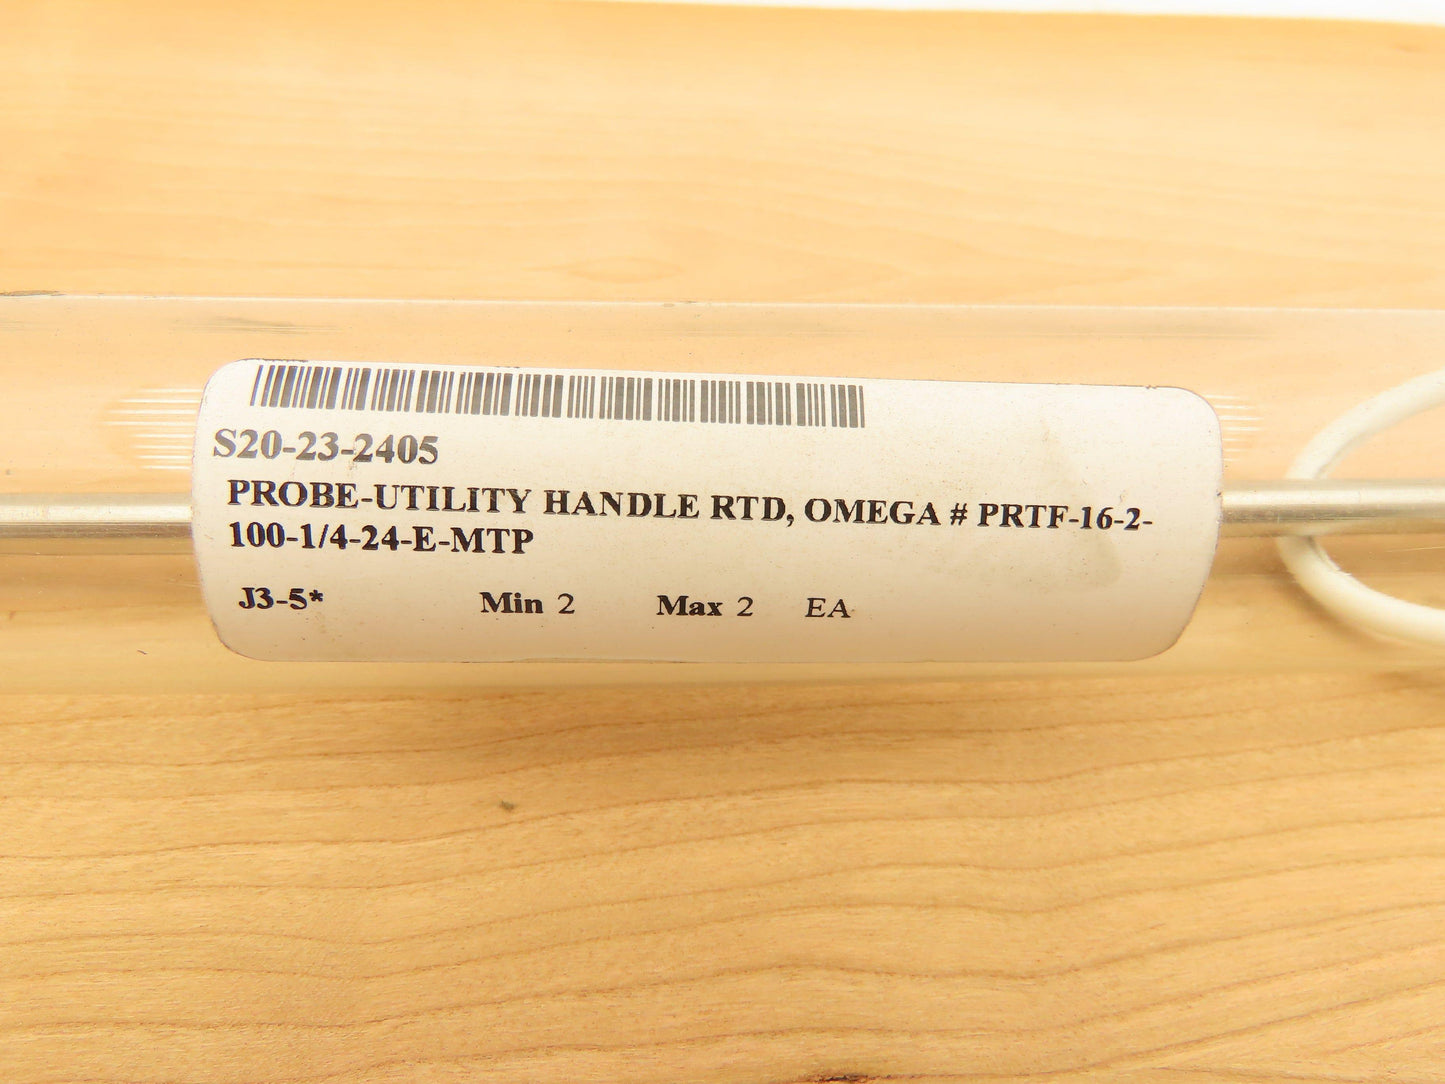 S20-23-2405
PROBE-UTILITY HANDLE RTD, OMEGA # PRTF-16-2-
100-1/4-24-E-MTP
J3-5* Min 2 Max 2 EA